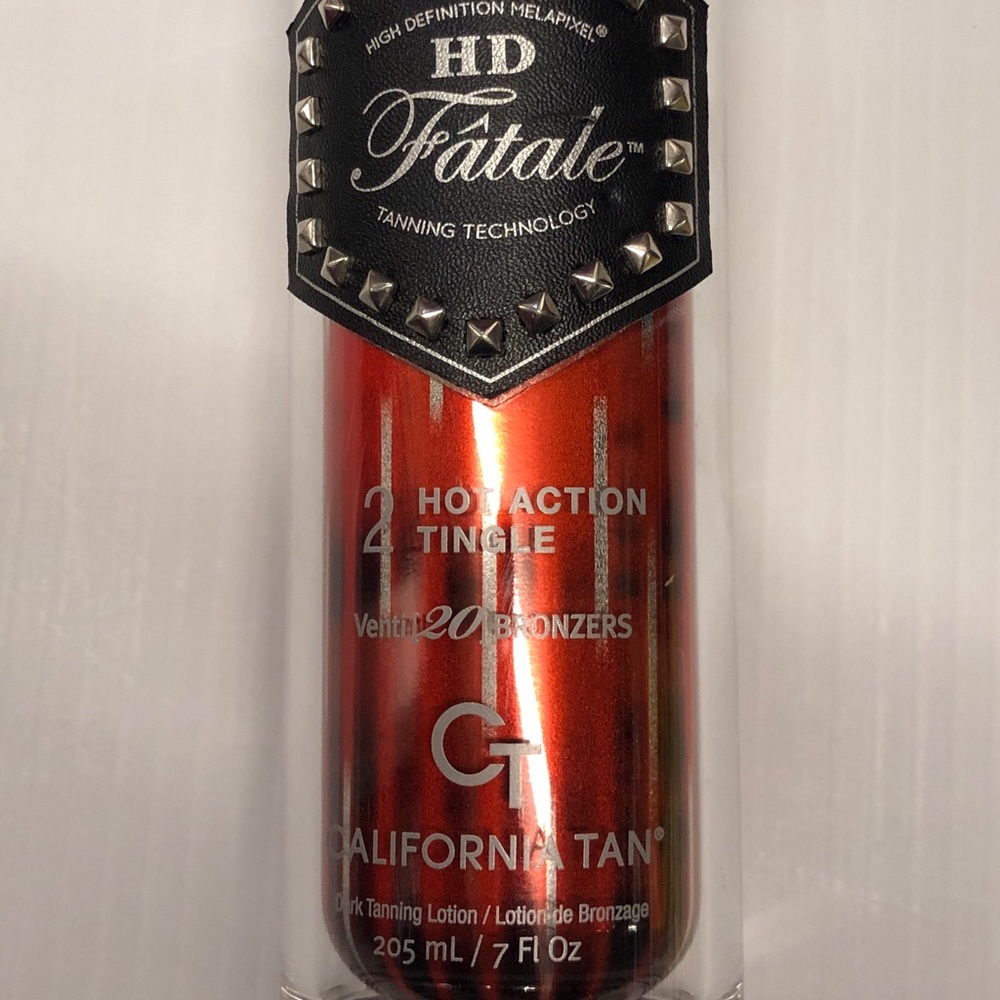 HIGH DEFINITION MELAPIXEL®
HD
Fâtale™
TANNING TECHNOLOGY
2 HOT ACTION
TINGLE
Venti [20] BRONZERS
CT
CALIFORNIA TAN®
Dark Tanning Lotion / Lotion de Bronzage
205 mL / 7 Fl Oz